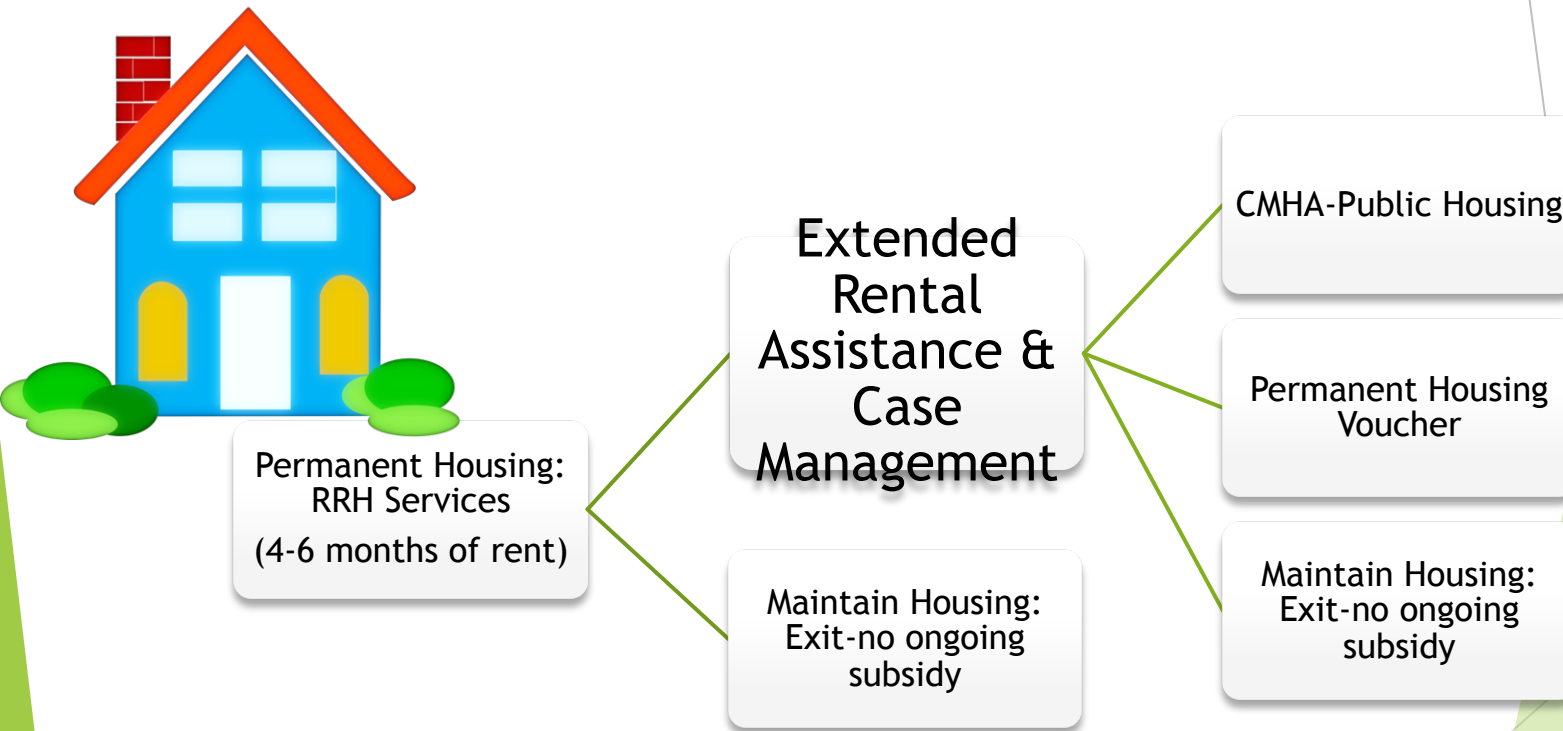 Permanent Housing:
RRH Services
(4-6 months of rent)
Extended
Rental
Assistance &
Case
Management
Maintain Housing:
Exit-no ongoing
subsidy
CMHA-Public Housing
Permanent Housing
Voucher
Maintain Housing:
Exit-no ongoing
subsidy